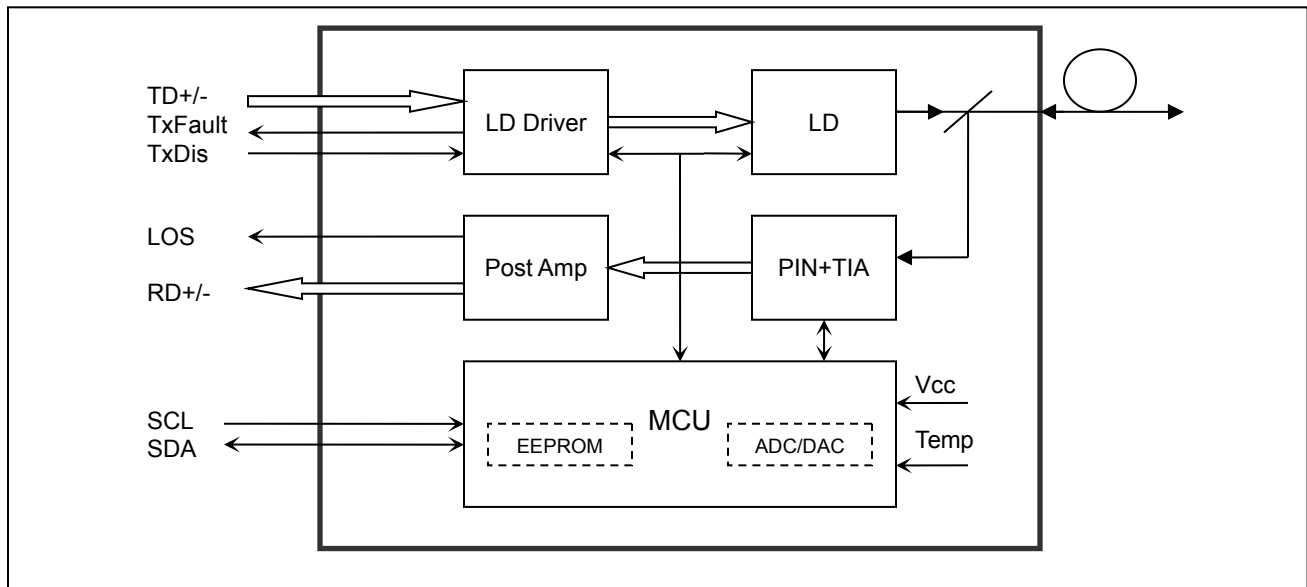 TD+/-
TxFault
TxDis
LD Driver
LD
LOS
RD+/-
Post Amp
PIN+TIA
SCL
SDA
MCU
EEPROM
ADC/DAC
Vcc
Temp